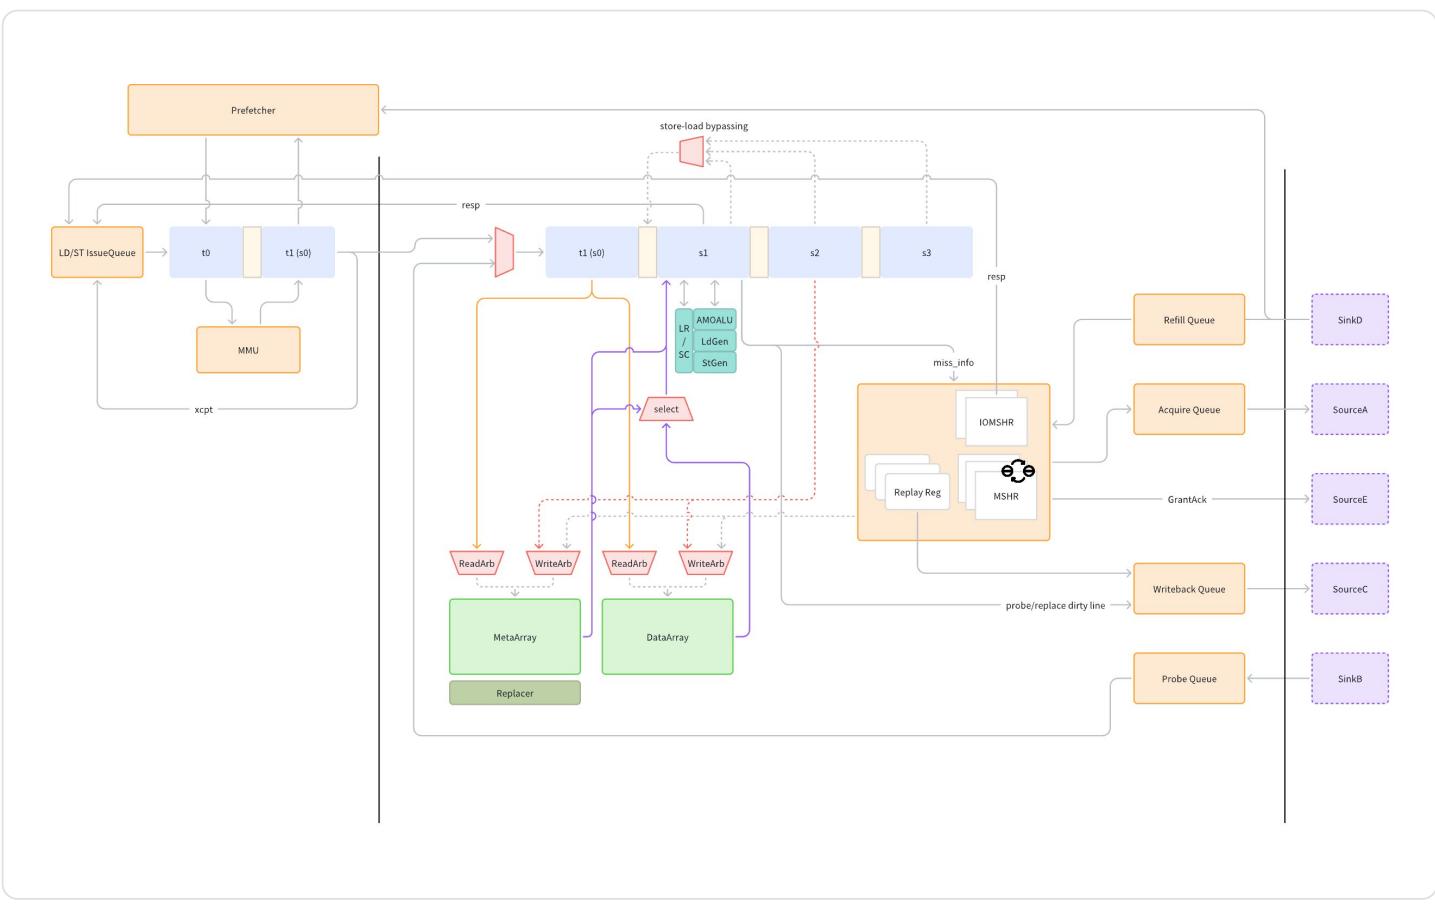 Prefetcher
store-load bypassing
resp
LD/ST IssueQueue
t0
t1 (s0)
t1 (s0)
s1
s2
s3
resp
MMU
LR
/
SC
AMOALU
LdGen
StGen
Refill Queue
SinkD
miss_info
xcpt
select
IOMSHR
Acquire Queue
SourceA
Replay Reg
MSHR
GrantAck
SourceE
ReadArb
WriteArb
ReadArb
WriteArb
Writeback Queue
SourceC
probe/replace dirty line
MetaArray
DataArray
Replacer
Probe Queue
SinkB